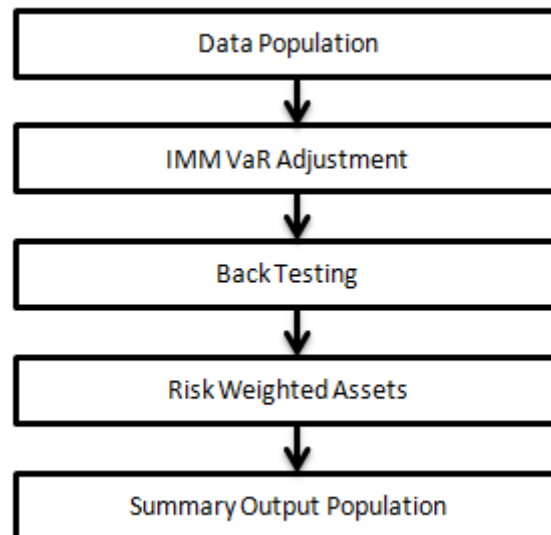 Data Population
IMM VaR Adjustment
Back Testing
Risk Weighted Assets
Summary Output Population